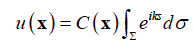 u(𝐱) = C(𝐱)∫_Σ e^{iks} dσ